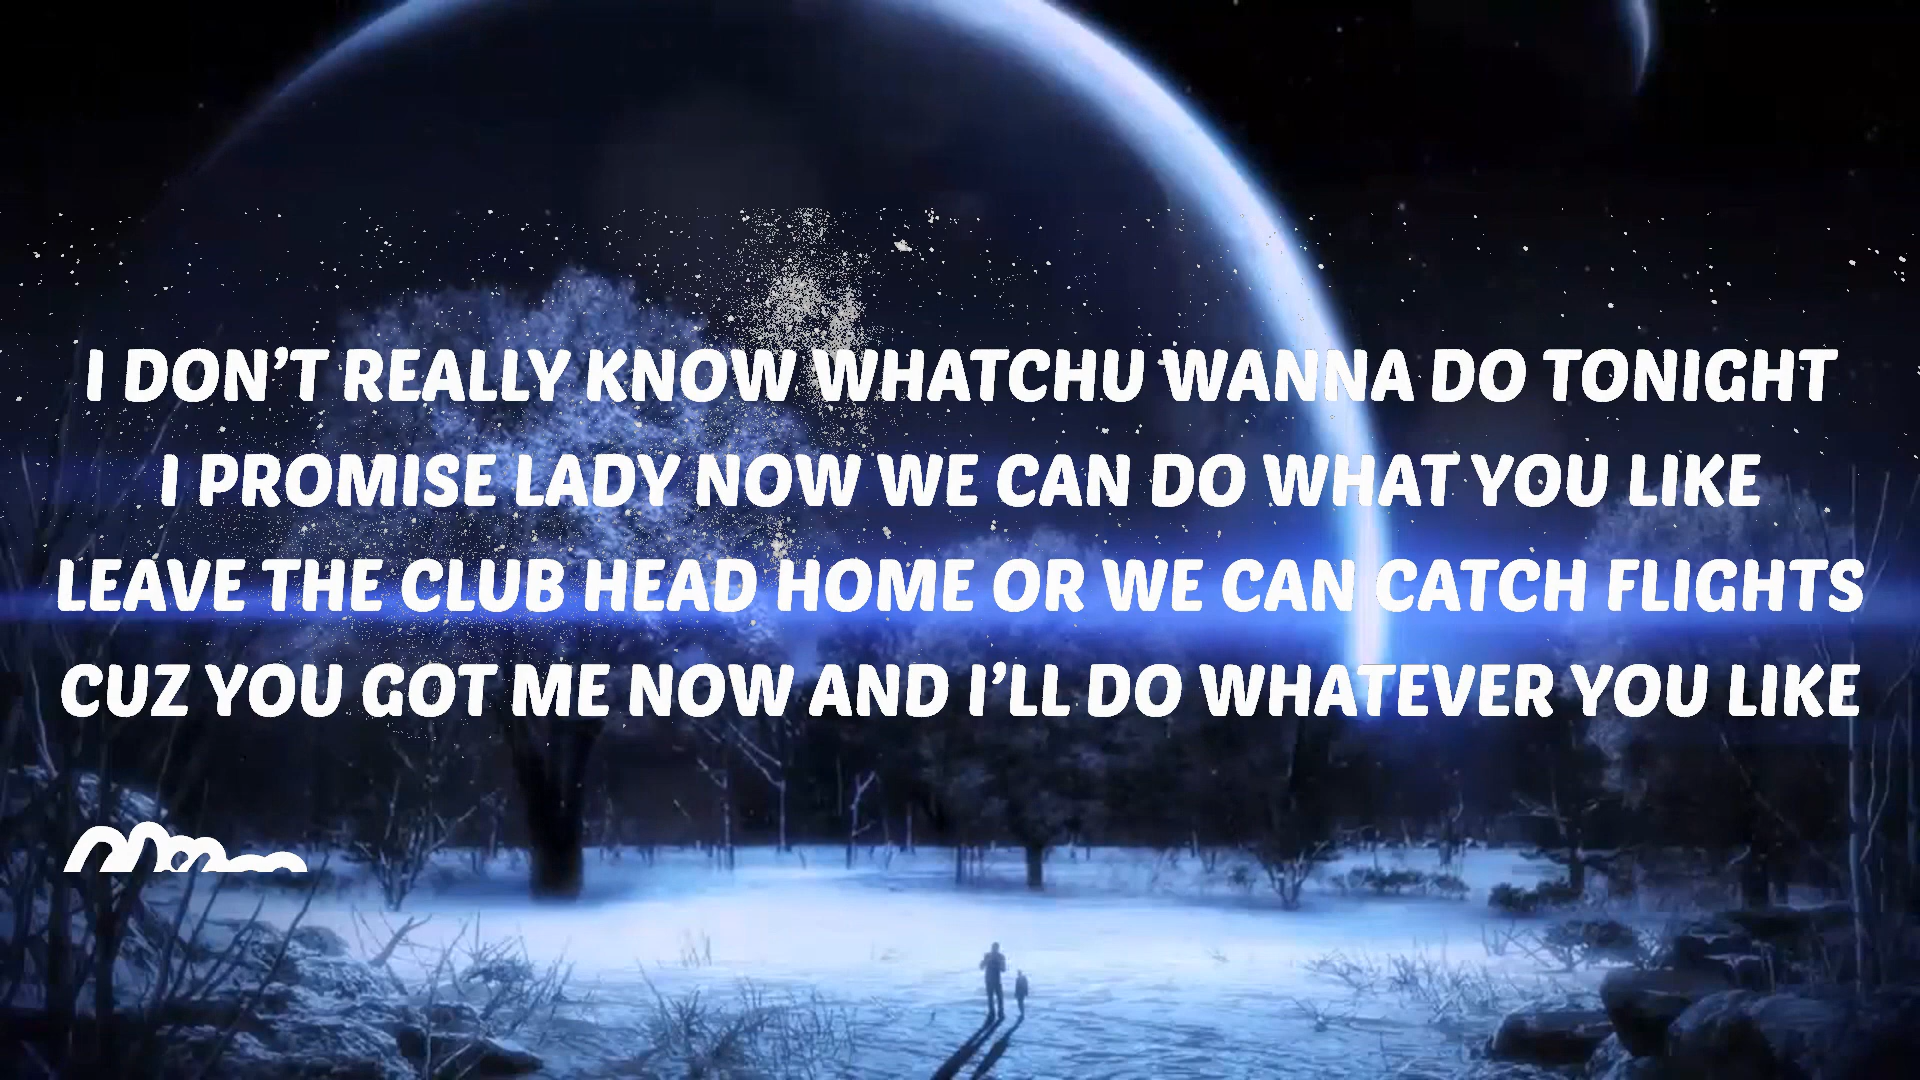 I DON’T REALLY KNOW WHATCHU WANNA DO TONIGHT
I PROMISE LADY NOW WE CAN DO WHAT YOU LIKE
LEAVE THE CLUB HEAD HOME OR WE CAN CATCH FLIGHTS
CUZ YOU GOT ME NOW AND I’LL DO WHATEVER YOU LIKE